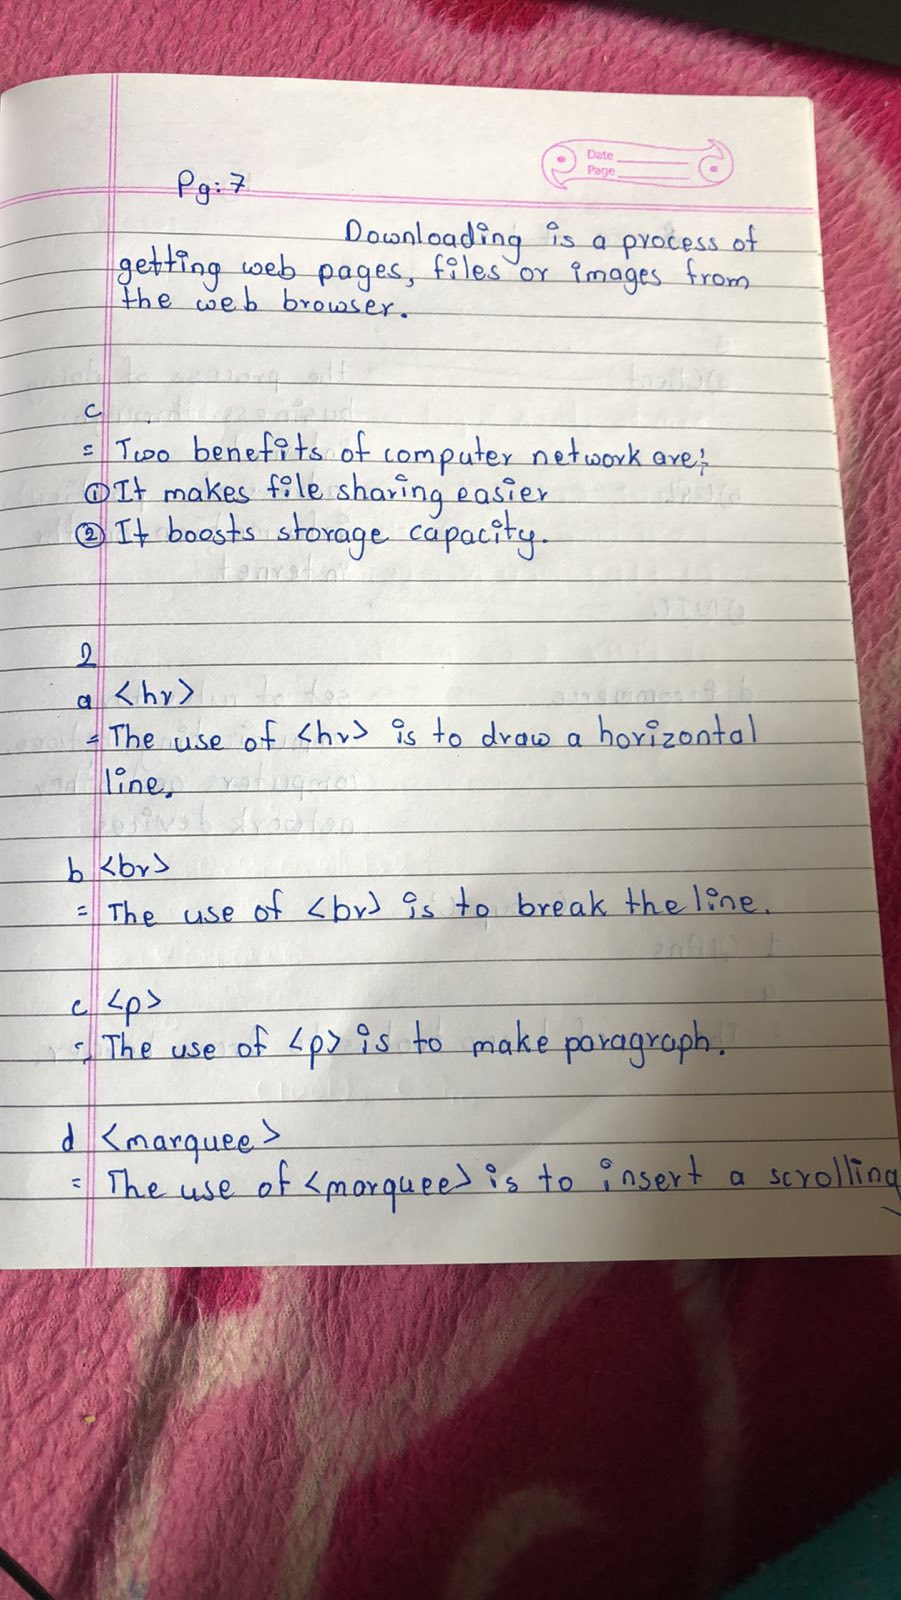 Date
Page
Pg: 7
Downloading is a process of
getting web pages, files or images from
the web browser.
c
= Two benefits of computer network are:
① It makes file sharing easier
② It boosts storage capacity.
2
a <hr>
= The use of <hr> is to draw a horizontal
line.
b <br>
= The use of <br> is to break the line.
c <p>
= The use of <p> is to make paragraph.
d <marquee>
= The use of <marquee> is to insert a scrolling